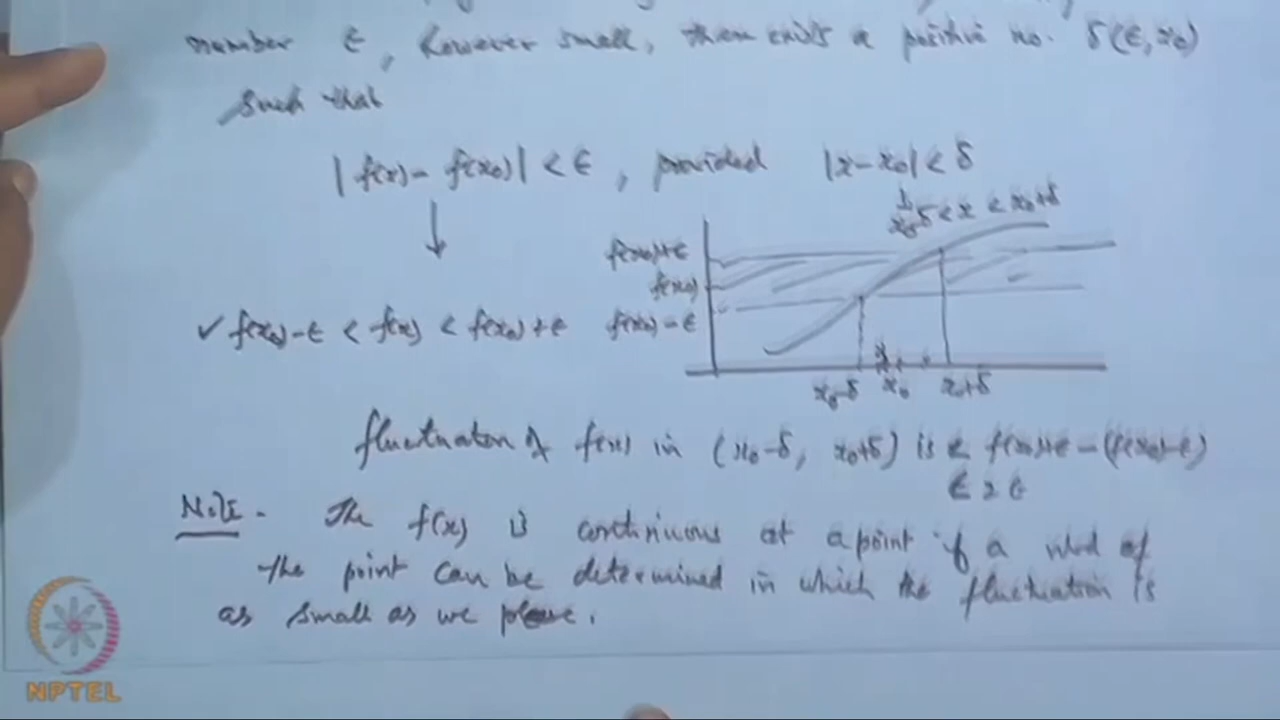 number ε, however small, there exists a positive no. δ(ε, x₀)
such that
|f(x) - f(x₀)| < ε, provided |x - x₀| < δ
x₀-δ < x < x₀+δ
f(x₀)+ε
f(x₀)
✓ f(x₀)-ε < f(x) < f(x₀)+ε f(x₀)-ε
x₀-δ x₀ x₀+δ
fluctuation of f(x) in (x₀-δ, x₀+δ) is < f(x₀)+ε - (f(x₀)-ε)
2ε
Note - The f(x) is continuous at a point if a nbd of
the point can be determined in which the fluctuation is
as small as we please.
NPTEL